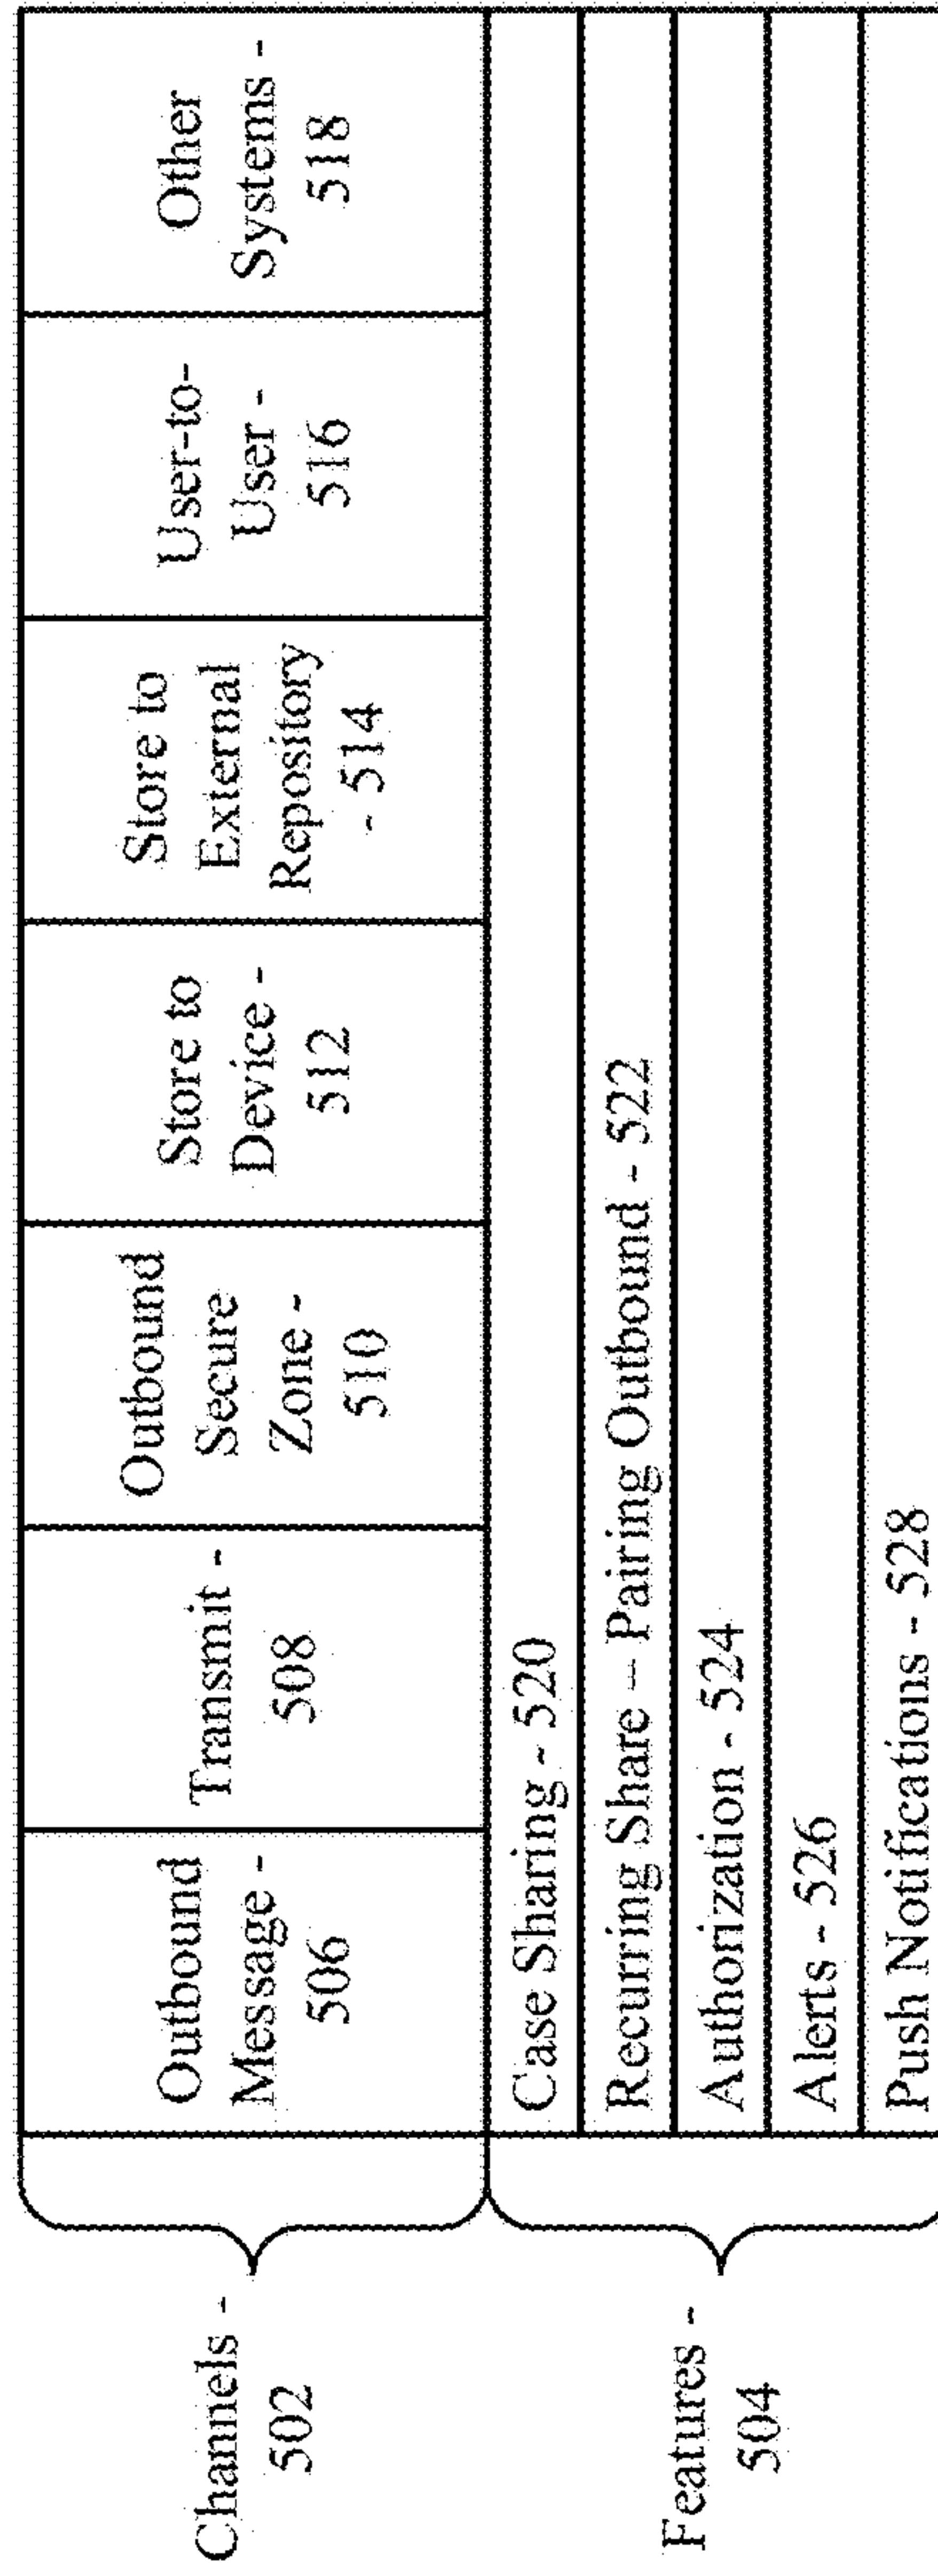 Channels -
502
Outbound
Message -
506
Transmit -
508
Outbound
Secure
Zone -
510
Store to
Device -
512
Store to
External
Repository
- 514
User-to-
User -
516
Other
Systems -
518
Features -
504
Case Sharing - 520
Recurring Share – Pairing Outbound - 522
Authorization - 524
Alerts - 526
Push Notifications - 528